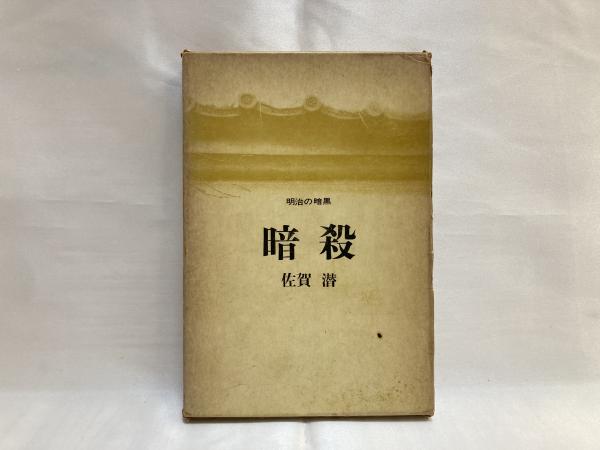 明治の暗黒
暗殺
佐賀 潜